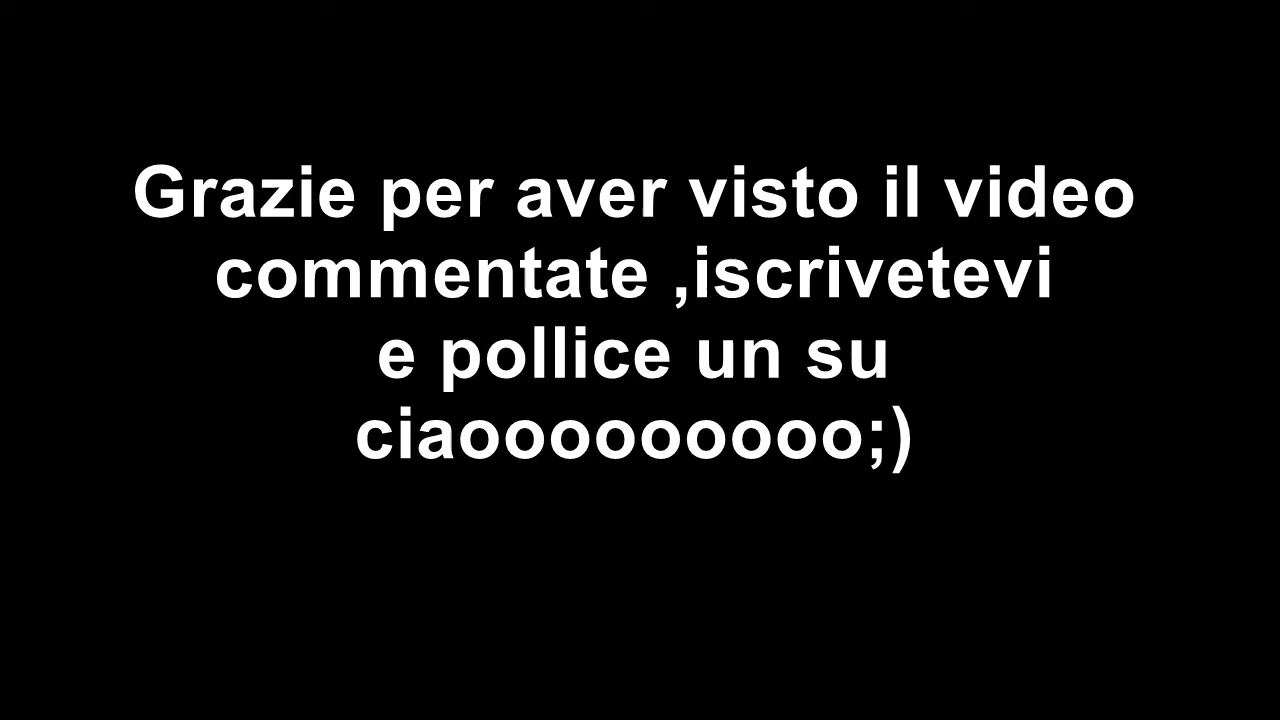 Grazie per aver visto il video
commentate ,iscrivetevi
e pollice un su
ciaooooooooo;)